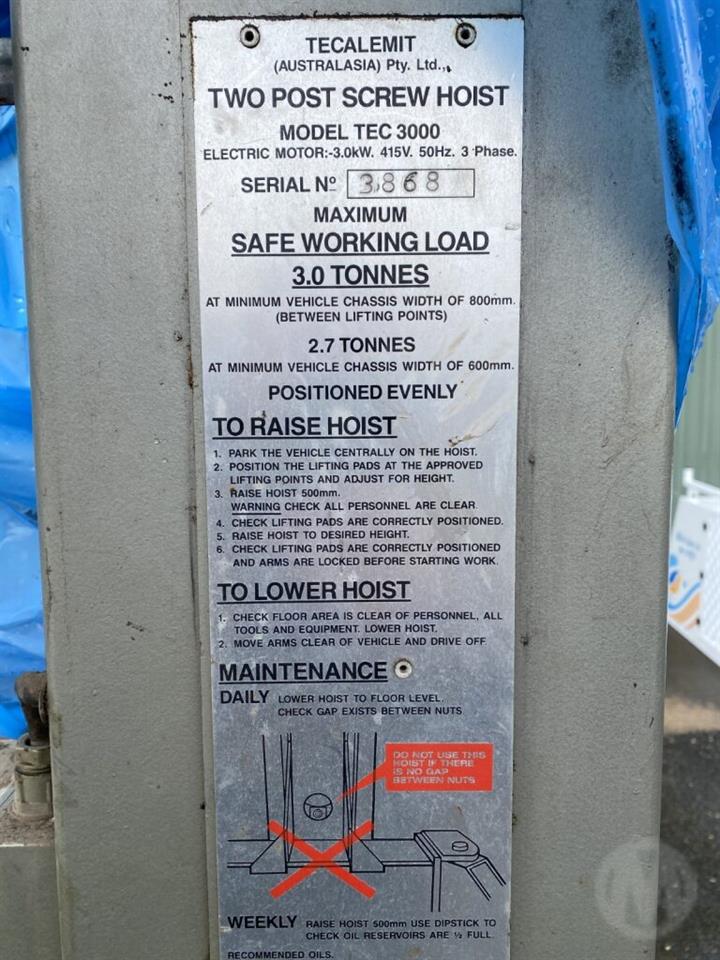 TECALEMIT
(AUSTRALASIA) Pty. Ltd.,
TWO POST SCREW HOIST
MODEL TEC 3000
ELECTRIC MOTOR:-3.0kW. 415V. 50Hz. 3 Phase.
SERIAL Nº 3868
MAXIMUM
SAFE WORKING LOAD
3.0 TONNES
AT MINIMUM VEHICLE CHASSIS WIDTH OF 800mm.
(BETWEEN LIFTING POINTS)
2.7 TONNES
AT MINIMUM VEHICLE CHASSIS WIDTH OF 600mm.
POSITIONED EVENLY
TO RAISE HOIST
1. PARK THE VEHICLE CENTRALLY ON THE HOIST.
2. POSITION THE LIFTING PADS AT THE APPROVED
LIFTING POINTS AND ADJUST FOR HEIGHT.
3. RAISE HOIST 500mm.
WARNING CHECK ALL PERSONNEL ARE CLEAR.
4. CHECK LIFTING PADS ARE CORRECTLY POSITIONED.
5. RAISE HOIST TO DESIRED HEIGHT.
6. CHECK LIFTING PADS ARE CORRECTLY POSITIONED
AND ARMS ARE LOCKED BEFORE STARTING WORK.
TO LOWER HOIST
1. CHECK FLOOR AREA IS CLEAR OF PERSONNEL, ALL
TOOLS AND EQUIPMENT. LOWER HOIST.
2. MOVE ARMS CLEAR OF VEHICLE AND DRIVE OFF.
MAINTENANCE
DAILY LOWER HOIST TO FLOOR LEVEL.
CHECK GAP EXISTS BETWEEN NUTS
DO NOT USE THIS
HOIST IF THERE
IS NO GAP
BETWEEN NUTS
WEEKLY RAISE HOIST 500mm USE DIPSTICK TO
CHECK OIL RESERVOIRS ARE ½ FULL.
RECOMMENDED OILS.
M